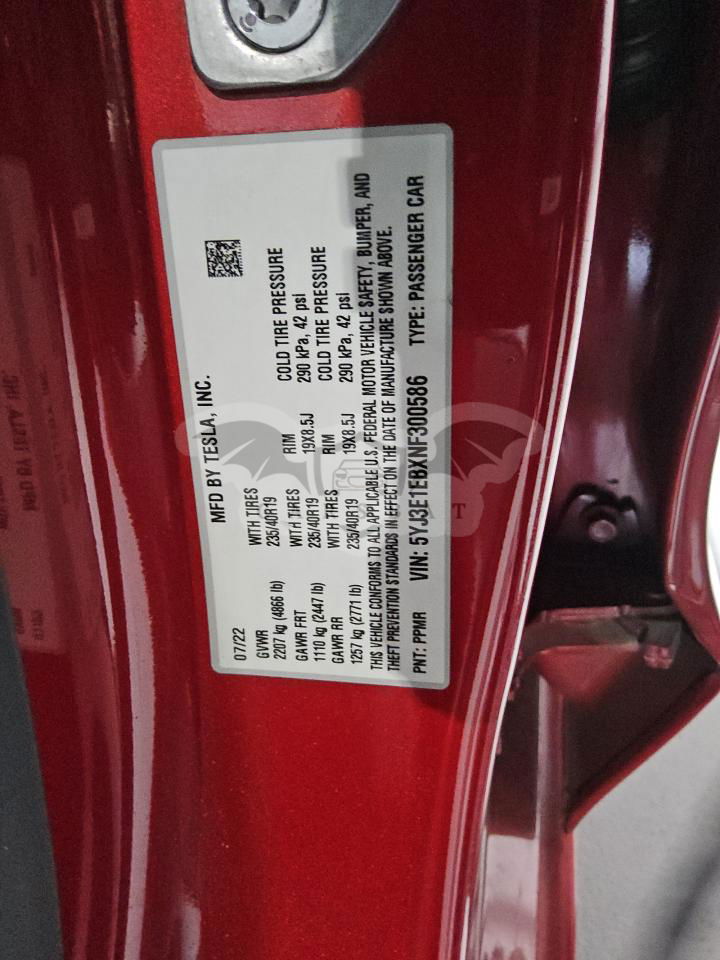 MFD BY TESLA, INC.
07/22
GVWR WITH TIRES RIM COLD TIRE PRESSURE
2207 kg (4866 lb) 235/40R19 19X8.5J 290 kPa, 42 psi
GAWR FRT WITH TIRES RIM COLD TIRE PRESSURE
1110 kg (2447 lb) 235/40R19 19X8.5J 290 kPa, 42 psi
GAWR RR WITH TIRES
1257 kg (2771 lb) 235/40R19
THIS VEHICLE CONFORMS TO ALL APPLICABLE U.S. FEDERAL MOTOR VEHICLE SAFETY, BUMPER, AND
THEFT PREVENTION STANDARDS IN EFFECT ON THE DATE OF MANUFACTURE SHOWN ABOVE.
PNT: PPMR VIN: 5YJ3E1EBXNF300586 TYPE: PASSENGER CAR